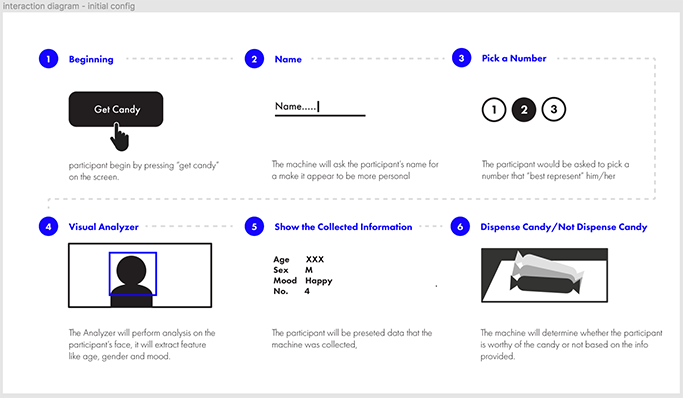 interaction diagram - initial config
1 Beginning
2 Name
3 Pick a Number
Get Candy
Name.....
1 2 3
participant begin by pressing "get candy"
on the screen.
The machine will ask the participant's name for
a make it appear to be more personal
The participant would be asked to pick a
number that "best represent" him/her
4 Visual Analyzer
5 Show the Collected Information
6 Dispense Candy/Not Dispense Candy
Age XXX
Sex M
Mood Happy
No. 4
The Analyzer will perform analysis on the
participant's face, it will extract feature
like age, gender and mood.
The participant will be preseted data that the
machine was collected,
The machine will determine whether the participant
is worthy of the candy or not based on the info
provided.